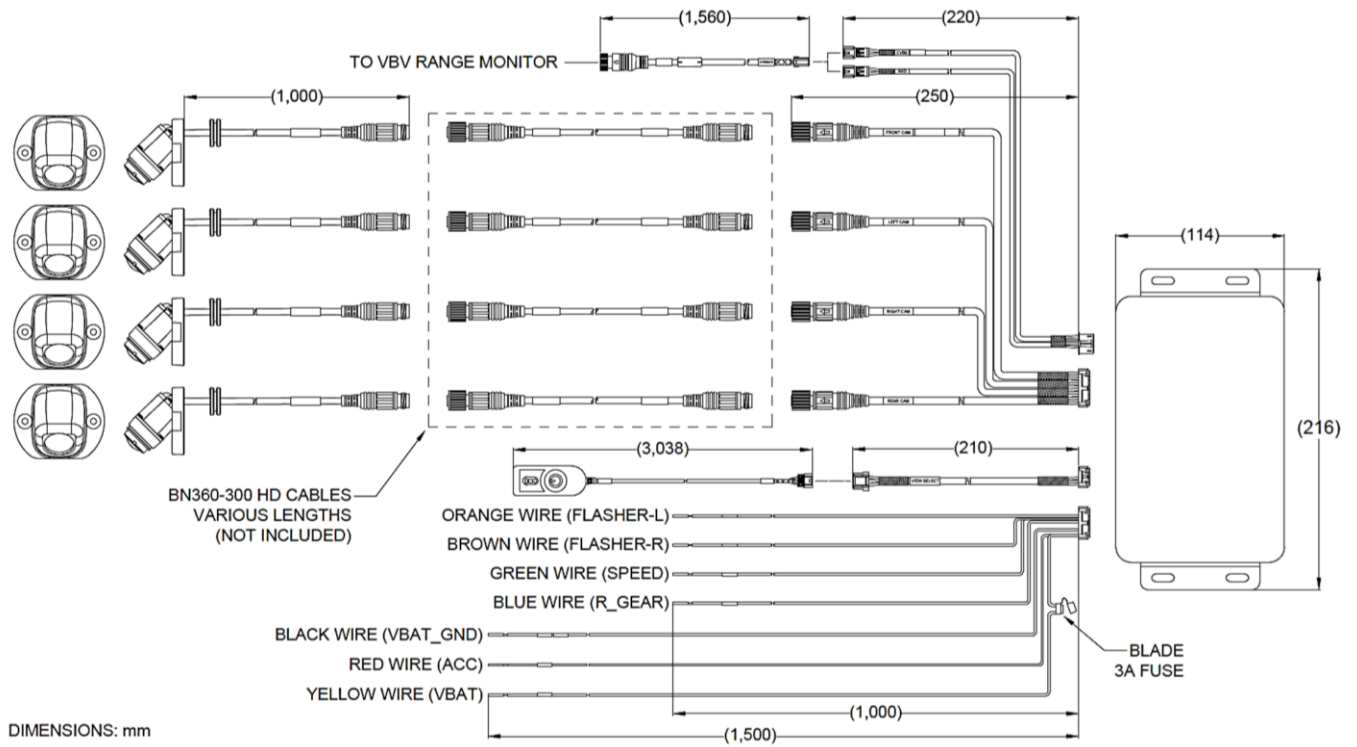 (1,560)
(220)
TO VBV RANGE MONITOR
CVBS
AHD
(1,000)
(250)
FRONT CAM
LEFT CAM
(114)
RIGHT CAM
REAR CAM
(216)
(3,038)
(210)
VIEW SELECT
BN360-300 HD CABLES
VARIOUS LENGTHS
(NOT INCLUDED)
ORANGE WIRE (FLASHER-L)
BROWN WIRE (FLASHER-R)
GREEN WIRE (SPEED)
BLUE WIRE (R_GEAR)
BLACK WIRE (VBAT_GND)
RED WIRE (ACC)
YELLOW WIRE (VBAT)
BLADE
3A FUSE
(1,000)
(1,500)
DIMENSIONS: mm